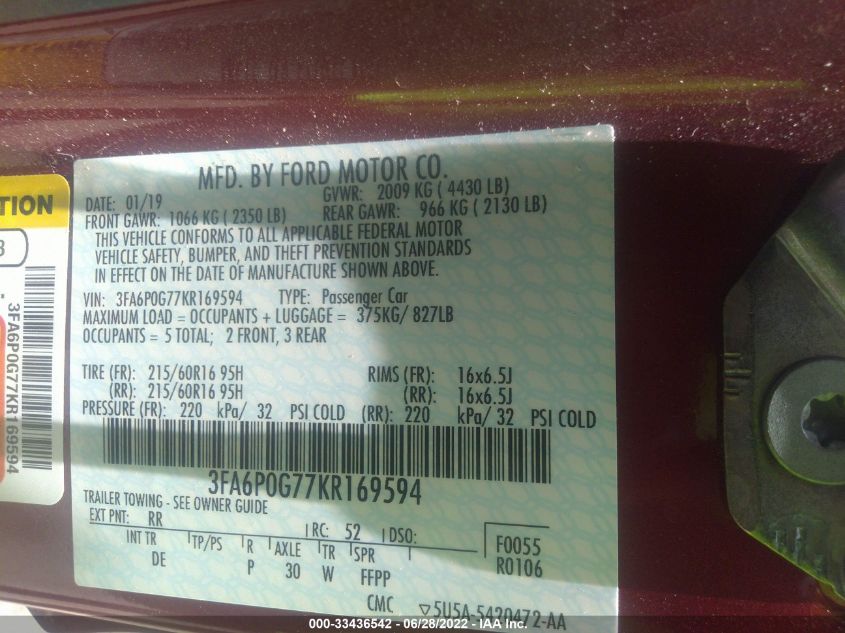 MFD. BY FORD MOTOR CO.
DATE: 01/19 GVWR: 2009 KG ( 4430 LB)
FRONT GAWR: 1066 KG ( 2350 LB) REAR GAWR: 966 KG ( 2130 LB)
THIS VEHICLE CONFORMS TO ALL APPLICABLE FEDERAL MOTOR
VEHICLE SAFETY, BUMPER, AND THEFT PREVENTION STANDARDS
IN EFFECT ON THE DATE OF MANUFACTURE SHOWN ABOVE.
VIN: 3FA6P0G77KR169594 TYPE: Passenger Car
MAXIMUM LOAD = OCCUPANTS + LUGGAGE = 375KG/ 827LB
OCCUPANTS = 5 TOTAL; 2 FRONT, 3 REAR
TIRE (FR): 215/60R16 95H RIMS (FR): 16x6.5J
(RR): 215/60R16 95H (RR): 16x6.5J
PRESSURE (FR): 220 kPa/ 32 PSI COLD (RR): 220 kPa/ 32 PSI COLD
3FA6P0G77KR169594
TRAILER TOWING - SEE OWNER GUIDE
EXT PNT: RR RC: 52 DSO: F0055
INT TR TP/PS R AXLE TR SPR R0106
DE P 30 W FFPP
CMC ▽5U5A-5420472-AA
TION
3
3FA6P0G77KR169594
000-33436542 - 06/28/2022 - IAA Inc.